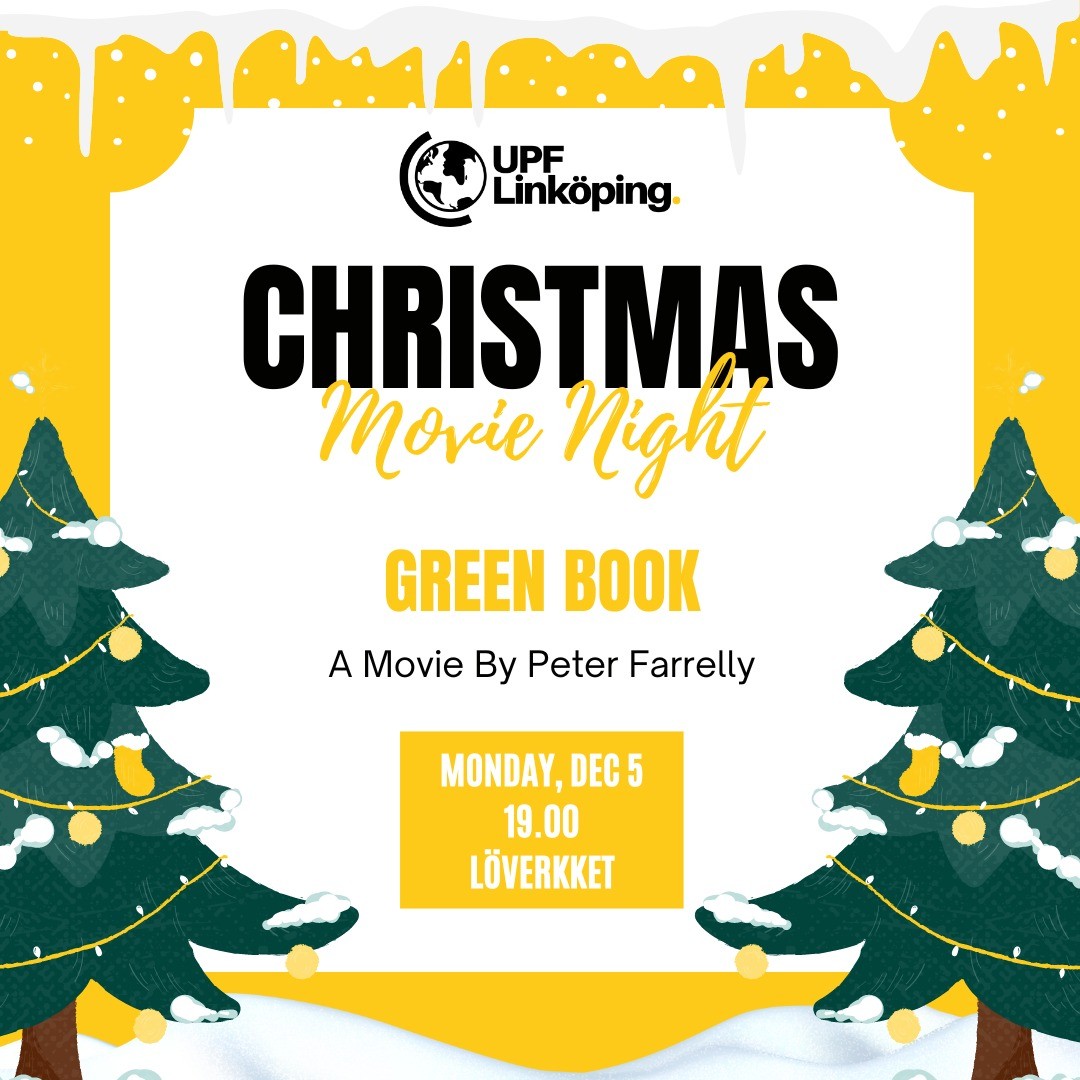 UPF
Linköping.
CHRISTMAS
Movie Night
GREEN BOOK
A Movie By Peter Farrelly
MONDAY, DEC 5
19.00
LÖVERKKET